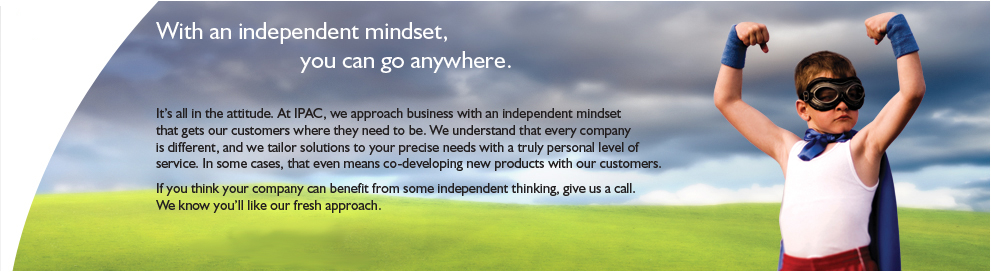 With an independent mindset,
you can go anywhere.
It's all in the attitude. At IPAC, we approach business with an independent mindset
that gets our customers where they need to be. We understand that every company
is different, and we tailor solutions to your precise needs with a truly personal level of
service. In some cases, that even means co-developing new products with our customers.
If you think your company can benefit from some independent thinking, give us a call.
We know you'll like our fresh approach.